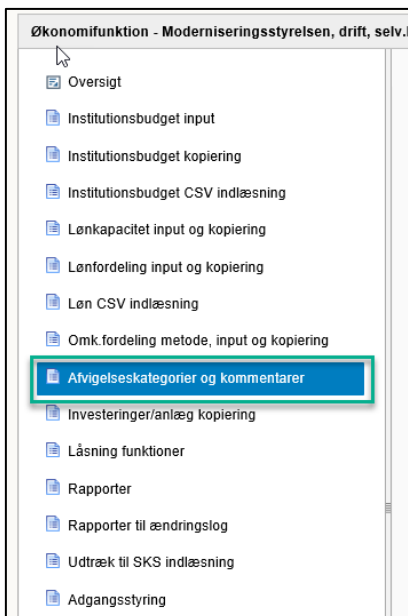 Økonomifunktion - Moderniseringsstyrelsen, drift, selv.
Oversigt
Institutionsbudget input
Institutionsbudget kopiering
Institutionsbudget CSV indlæsning
Lønkapacitet input og kopiering
Lønfordeling input og kopiering
Løn CSV indlæsning
Omk.fordeling metode, input og kopiering
Afvigelseskategorier og kommentarer
Investeringer/anlæg kopiering
Låsning funktioner
Rapporter
Rapporter til ændringslog
Udtræk til SKS indlæsning
Adgangsstyring